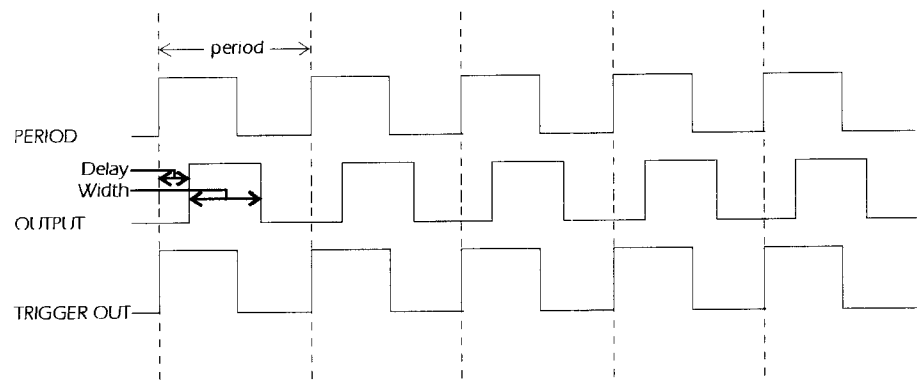 period
PERIOD
Delay
Width
OUTPUT
TRIGGER OUT